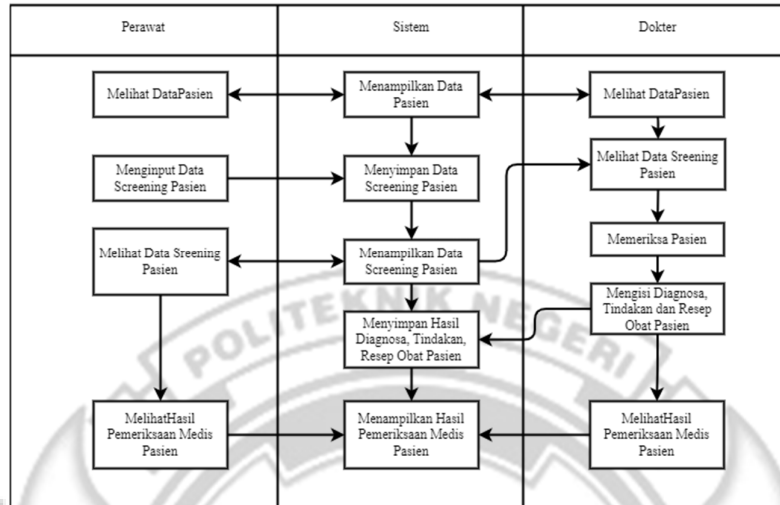 Perawat
Sistem
Dokter
Melihat DataPasien
Menampilkan Data
Pasien
Melihat DataPasien
Menginput Data
Screening Pasien
Menyimpan Data
Screening Pasien
Melihat Data Sreening
Pasien
Melihat Data Sreening
Pasien
Menampilkan Data
Screening Pasien
Memeriksa Pasien
Menyimpan Hasil
Diagnosa, Tindakan,
Resep Obat Pasien
Mengisi Diagnosa,
Tindakan dan Resep
Obat Pasien
MelihatHasil
Pemeriksaan Medis
Pasien
Menampilkan Hasil
Pemeriksaan Medis
Pasien
MelihatHasil
Pemeriksaan Medis
Pasien
POLITEKNIK NEGERI